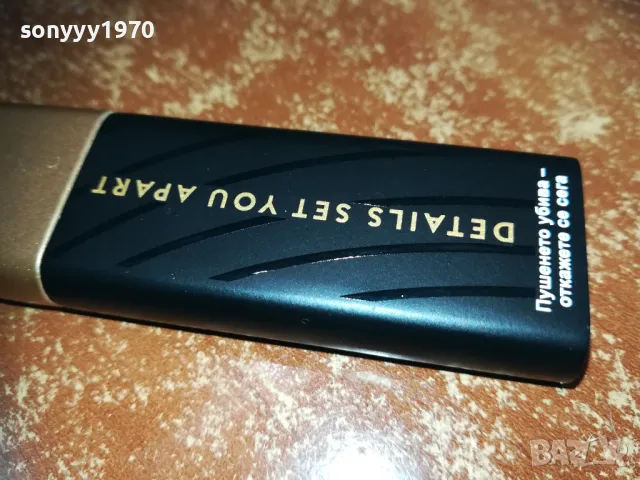 sonyyy1970
DETAILS SET YOU APART
Пушенето убива –
откажете се сега
BAZAR